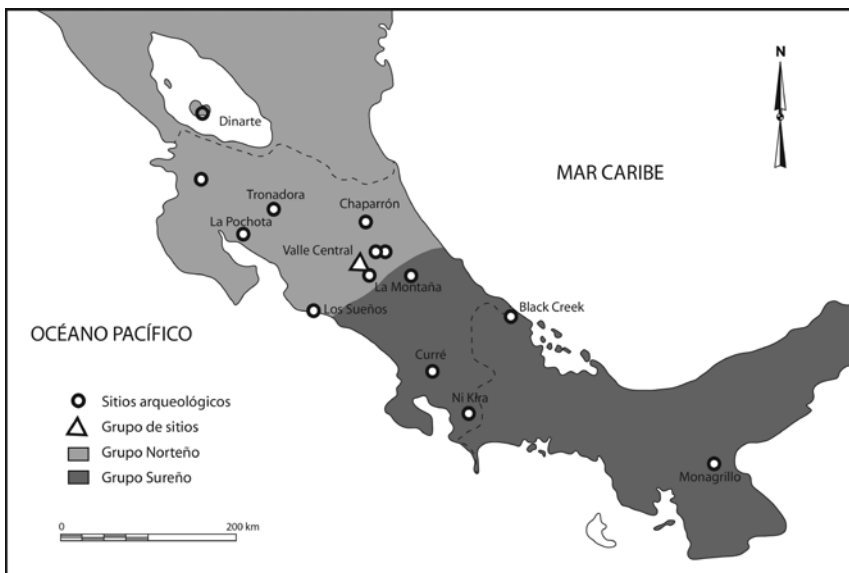 N
Dinarte
MAR CARIBE
Tronadora
Chaparrón
La Pochota
Valle Central
La Montaña
Los Sueños
Black Creek
OCÉANO PACÍFICO
Curré
Ni Kira
Monagrillo
Sitios arqueológicos
Grupo de sitios
Grupo Norteño
Grupo Sureño
0 200 km